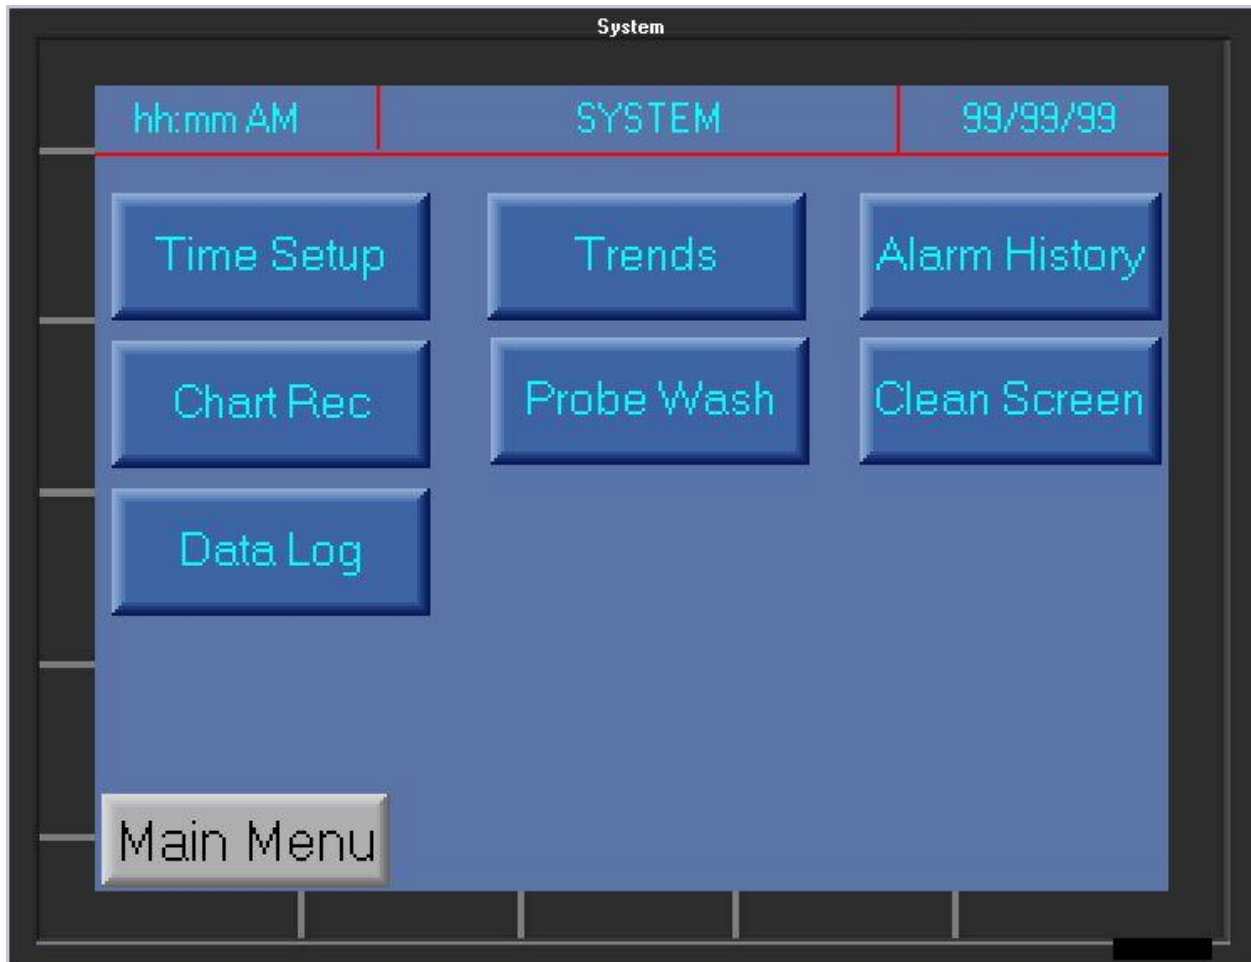 System
hh:mm AM SYSTEM 99/99/99
Time Setup Trends Alarm History
Chart Rec Probe Wash Clean Screen
Data Log
Main Menu